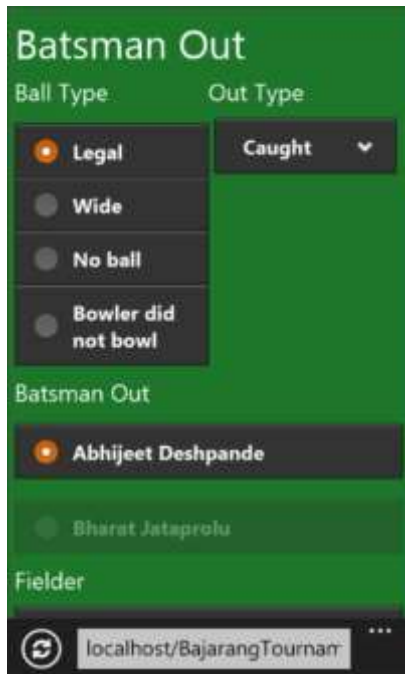 Batsman Out
Ball Type Out Type
Legal Caught
Wide
No ball
Bowler did
not bowl
Batsman Out
Abhijeet Deshpande
Bharat Jataprolu
Fielder
localhost/BajarangTournam